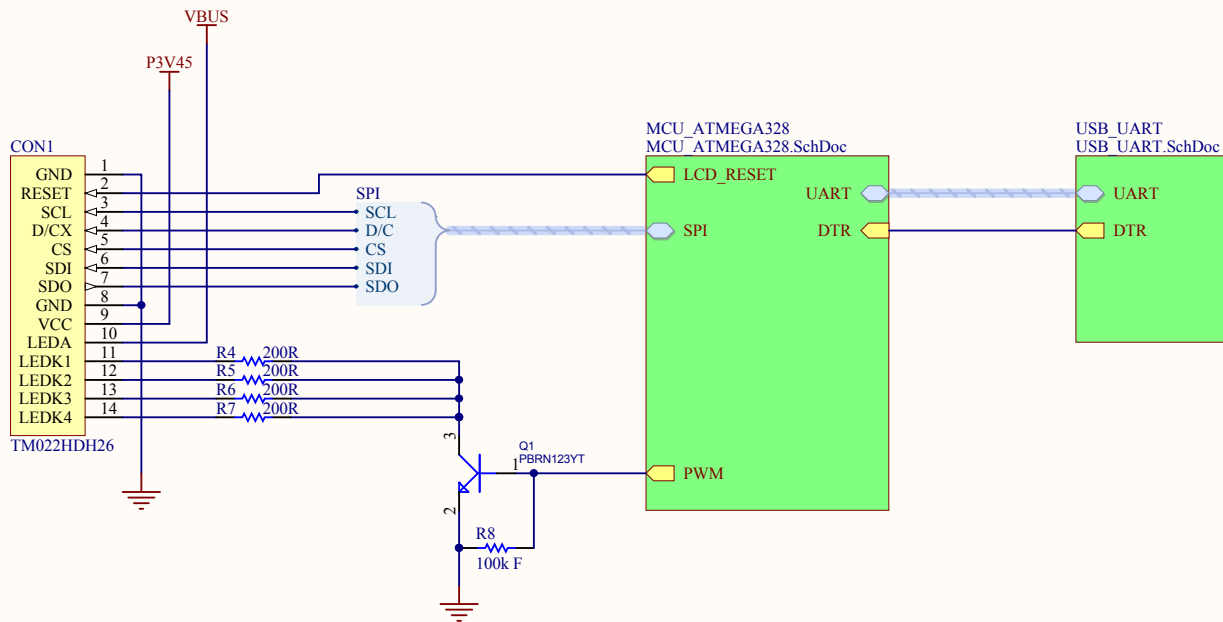 VBUS
P3V45
CON1
GND 1
RESET 2
SCL 3
D/CX 4
CS 5
SDI 6
SDO 7
GND 8
VCC 9
LEDA 10
LEDK1 11
LEDK2 12
LEDK3 13
LEDK4 14
TM022HDH26
SPI
SCL
D/C
CS
SDI
SDO
R4 200R
R5 200R
R6 200R
R7 200R
3
Q1
PBRN123YT
1
2
R8
100k F
MCU_ATMEGA328
MCU_ATMEGA328.SchDoc
LCD_RESET
UART
SPI
DTR
PWM
USB_UART
USB_UART.SchDoc
UART
DTR